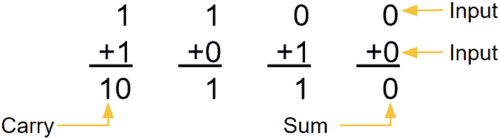 1 1 0 0 Input
+1 +0 +1 +0 Input
10 1 1 0
Carry Sum